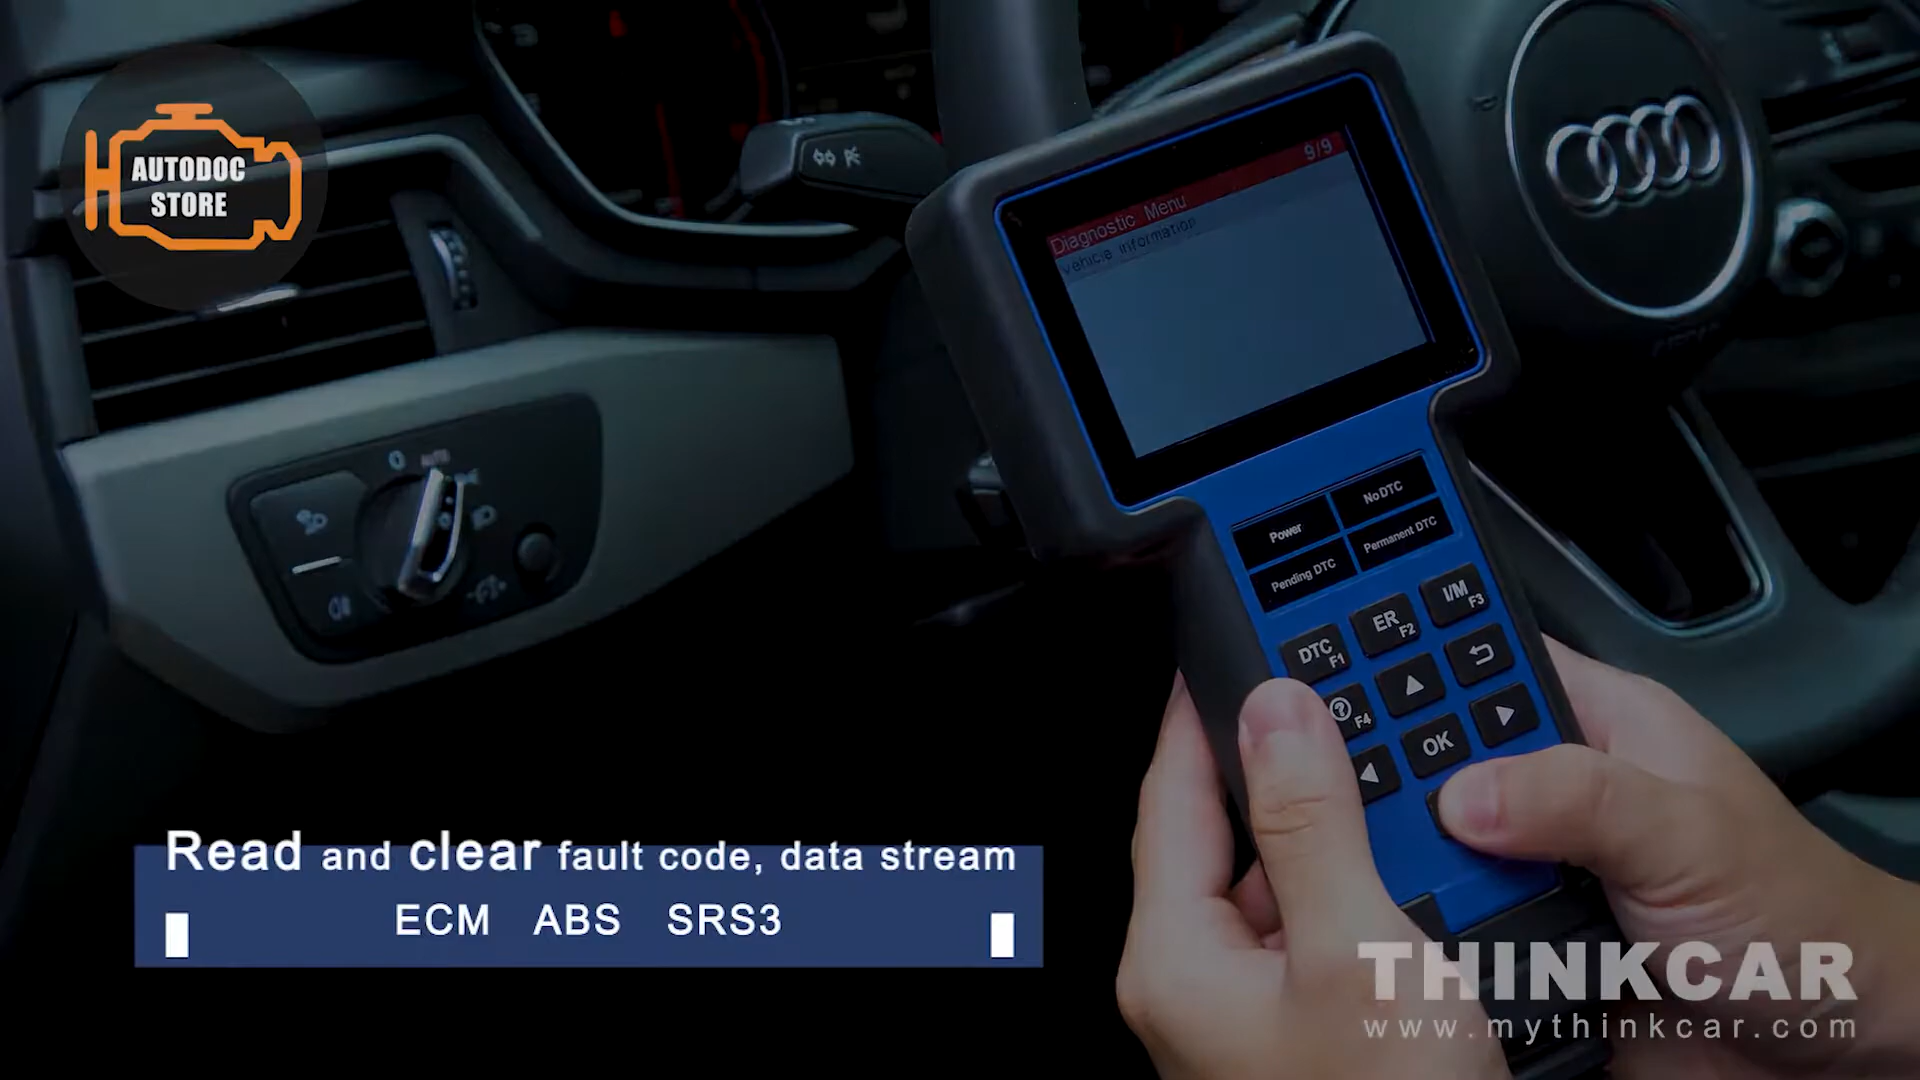 AUTODOC
STORE
9/9
Diagnostic Menu
Vehicle information
AUTO
Power
No DTC
Pending DTC
Permanent DTC
DTC F1
ER F2
I/M F3
F4
OK
Read and clear fault code, data stream
ECM ABS SRS3
THINKCAR
www.mythinkcar.com